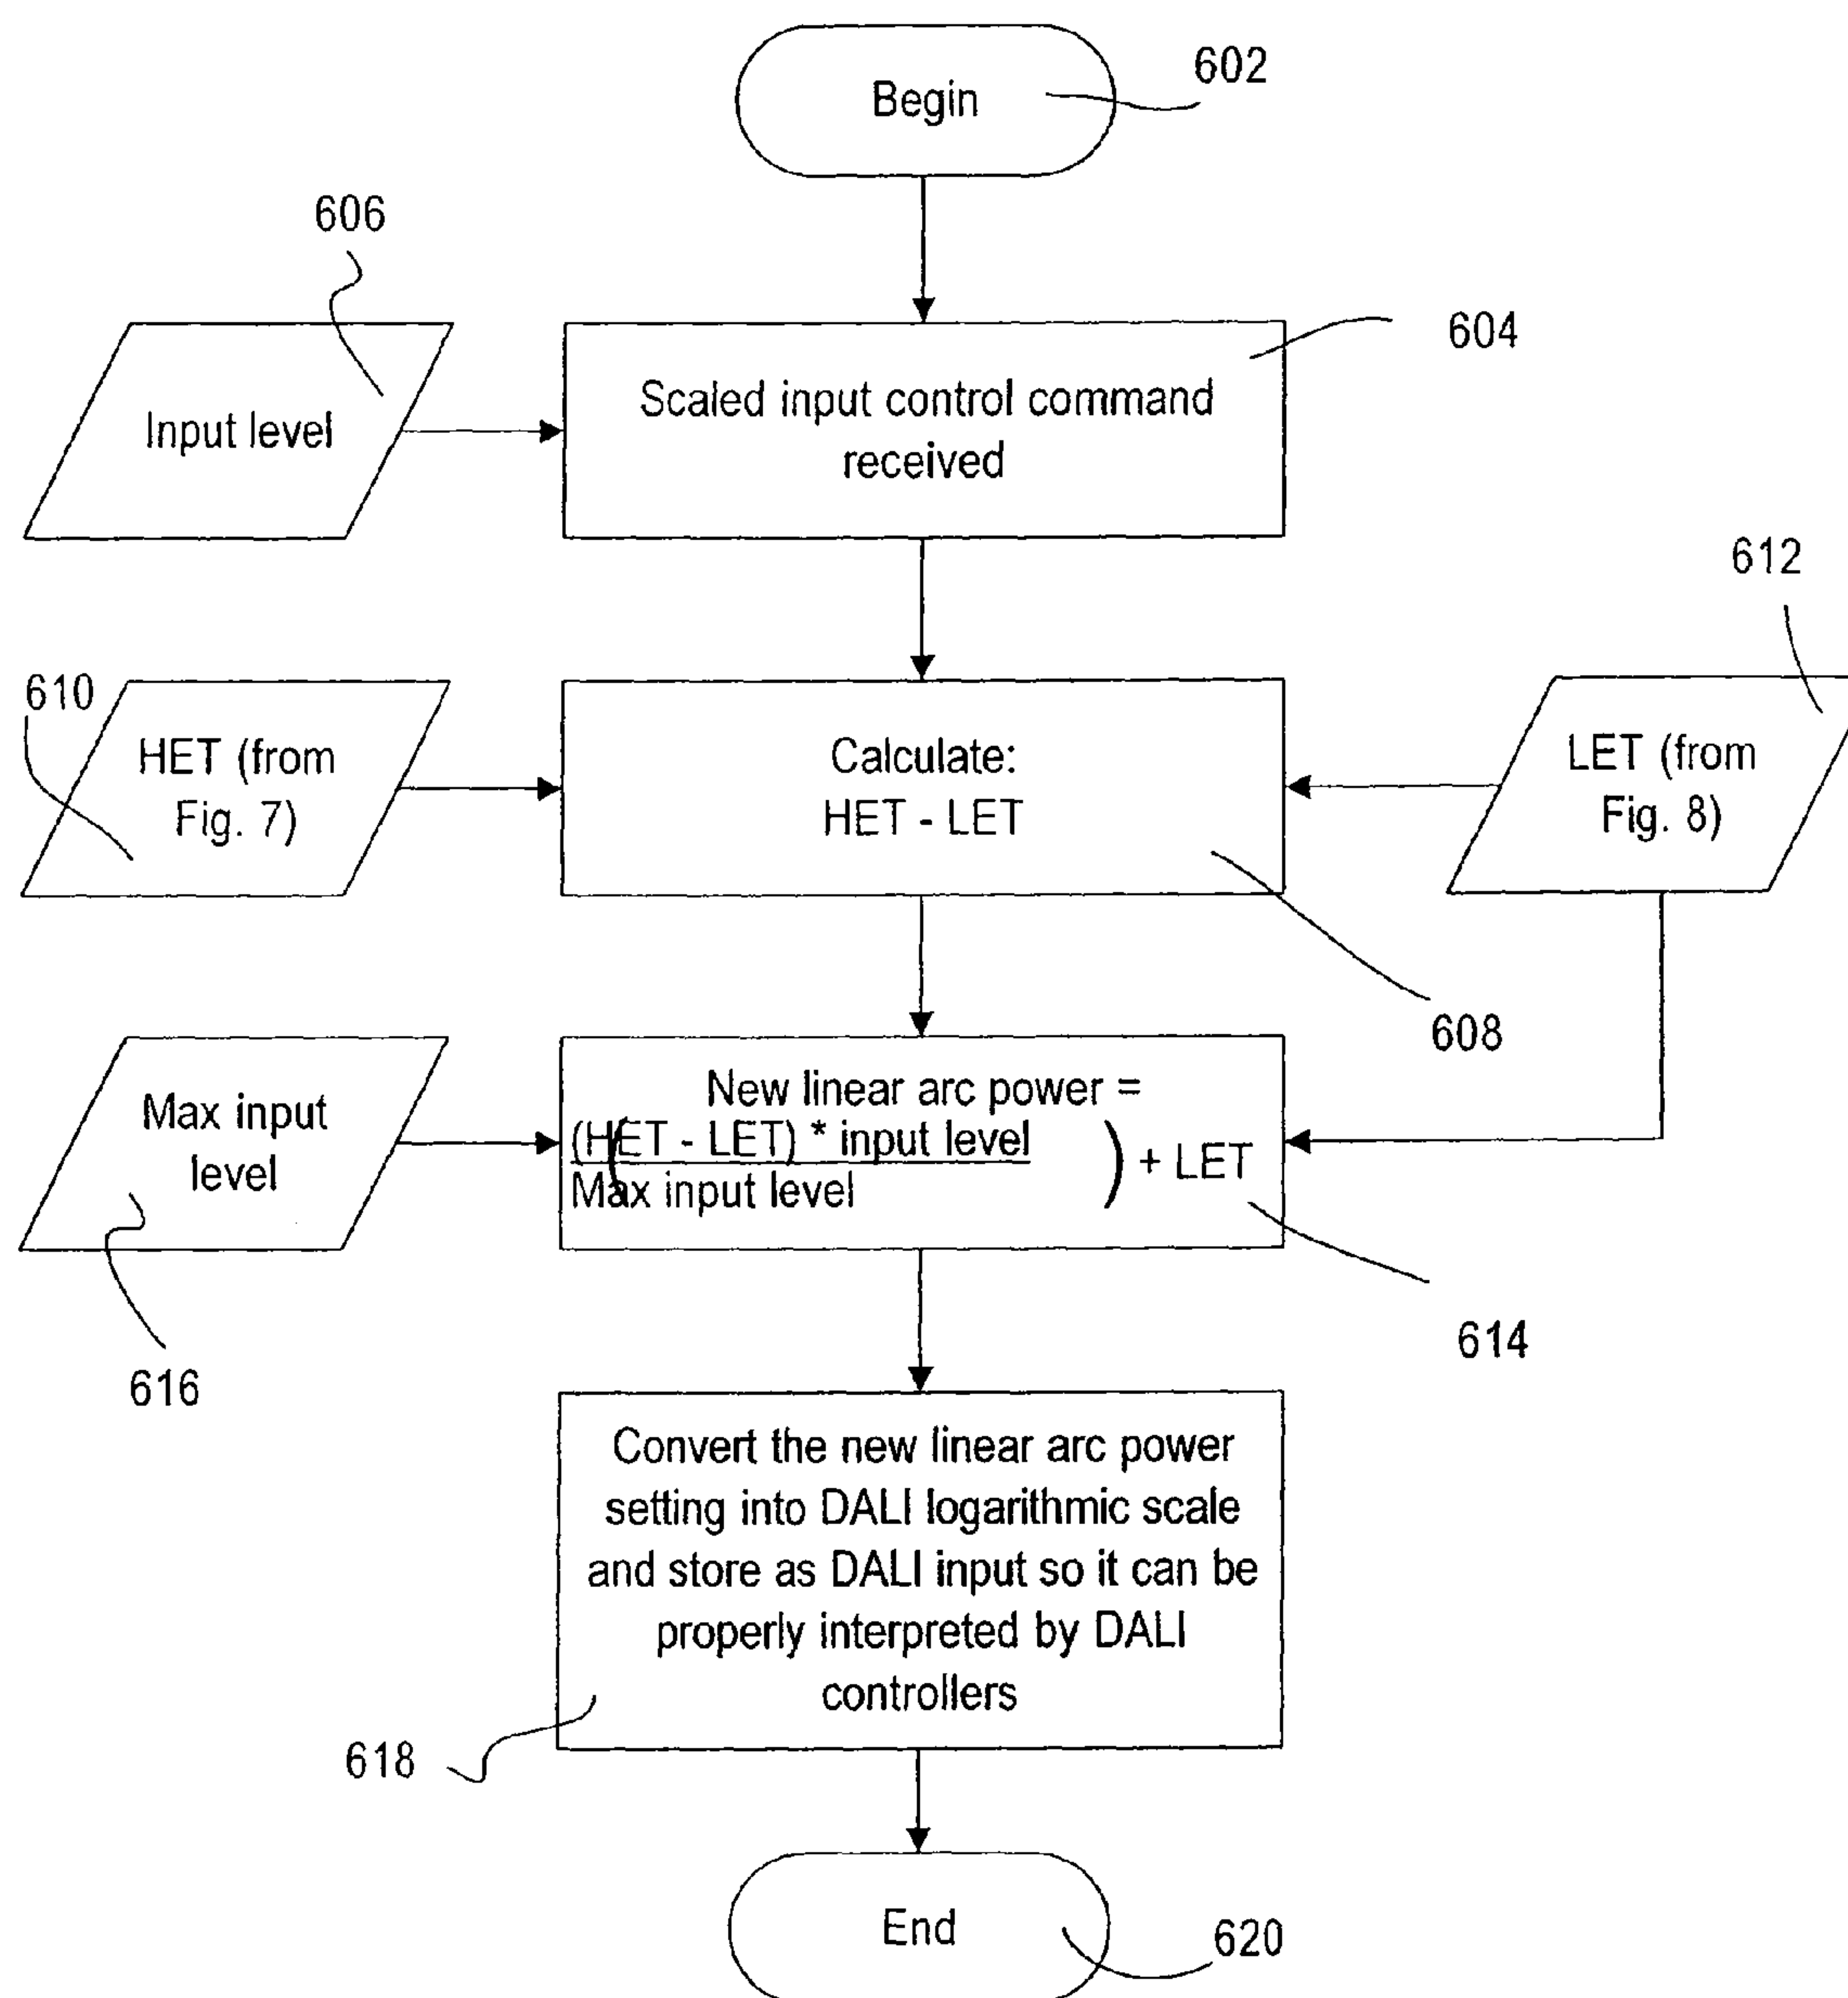 Begin
602
606
Input level
Scaled input control command
received
604
612
610
HET (from
Fig. 7)
Calculate:
HET - LET
LET (from
Fig. 8)
608
Max input
level
New linear arc power =
((HET - LET) * input level
Max input level
) + LET
614
616
Convert the new linear arc power
setting into DALI logarithmic scale
and store as DALI input so it can be
properly interpreted by DALI
controllers
618
End
620